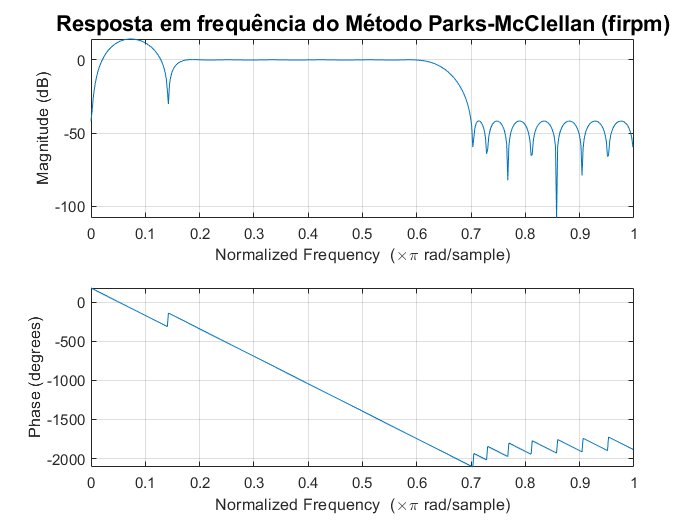 Resposta em frequência do Método Parks-McClellan (firpm)
0
-50
-100
Magnitude (dB)
0 0.1 0.2 0.3 0.4 0.5 0.6 0.7 0.8 0.9 1
Normalized Frequency (×π rad/sample)
0
-500
-1000
-1500
-2000
Phase (degrees)
0 0.1 0.2 0.3 0.4 0.5 0.6 0.7 0.8 0.9 1
Normalized Frequency (×π rad/sample)